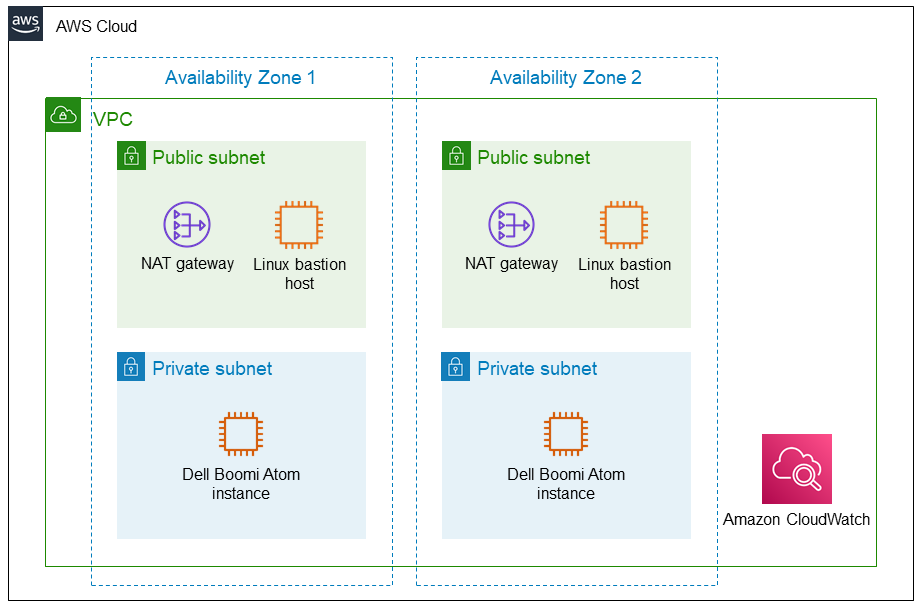 aws
AWS Cloud
Availability Zone 1
Availability Zone 2
VPC
Public subnet
NAT gateway
Linux bastion
host
Public subnet
NAT gateway
Linux bastion
host
Private subnet
Dell Boomi Atom
instance
Private subnet
Dell Boomi Atom
instance
Amazon CloudWatch